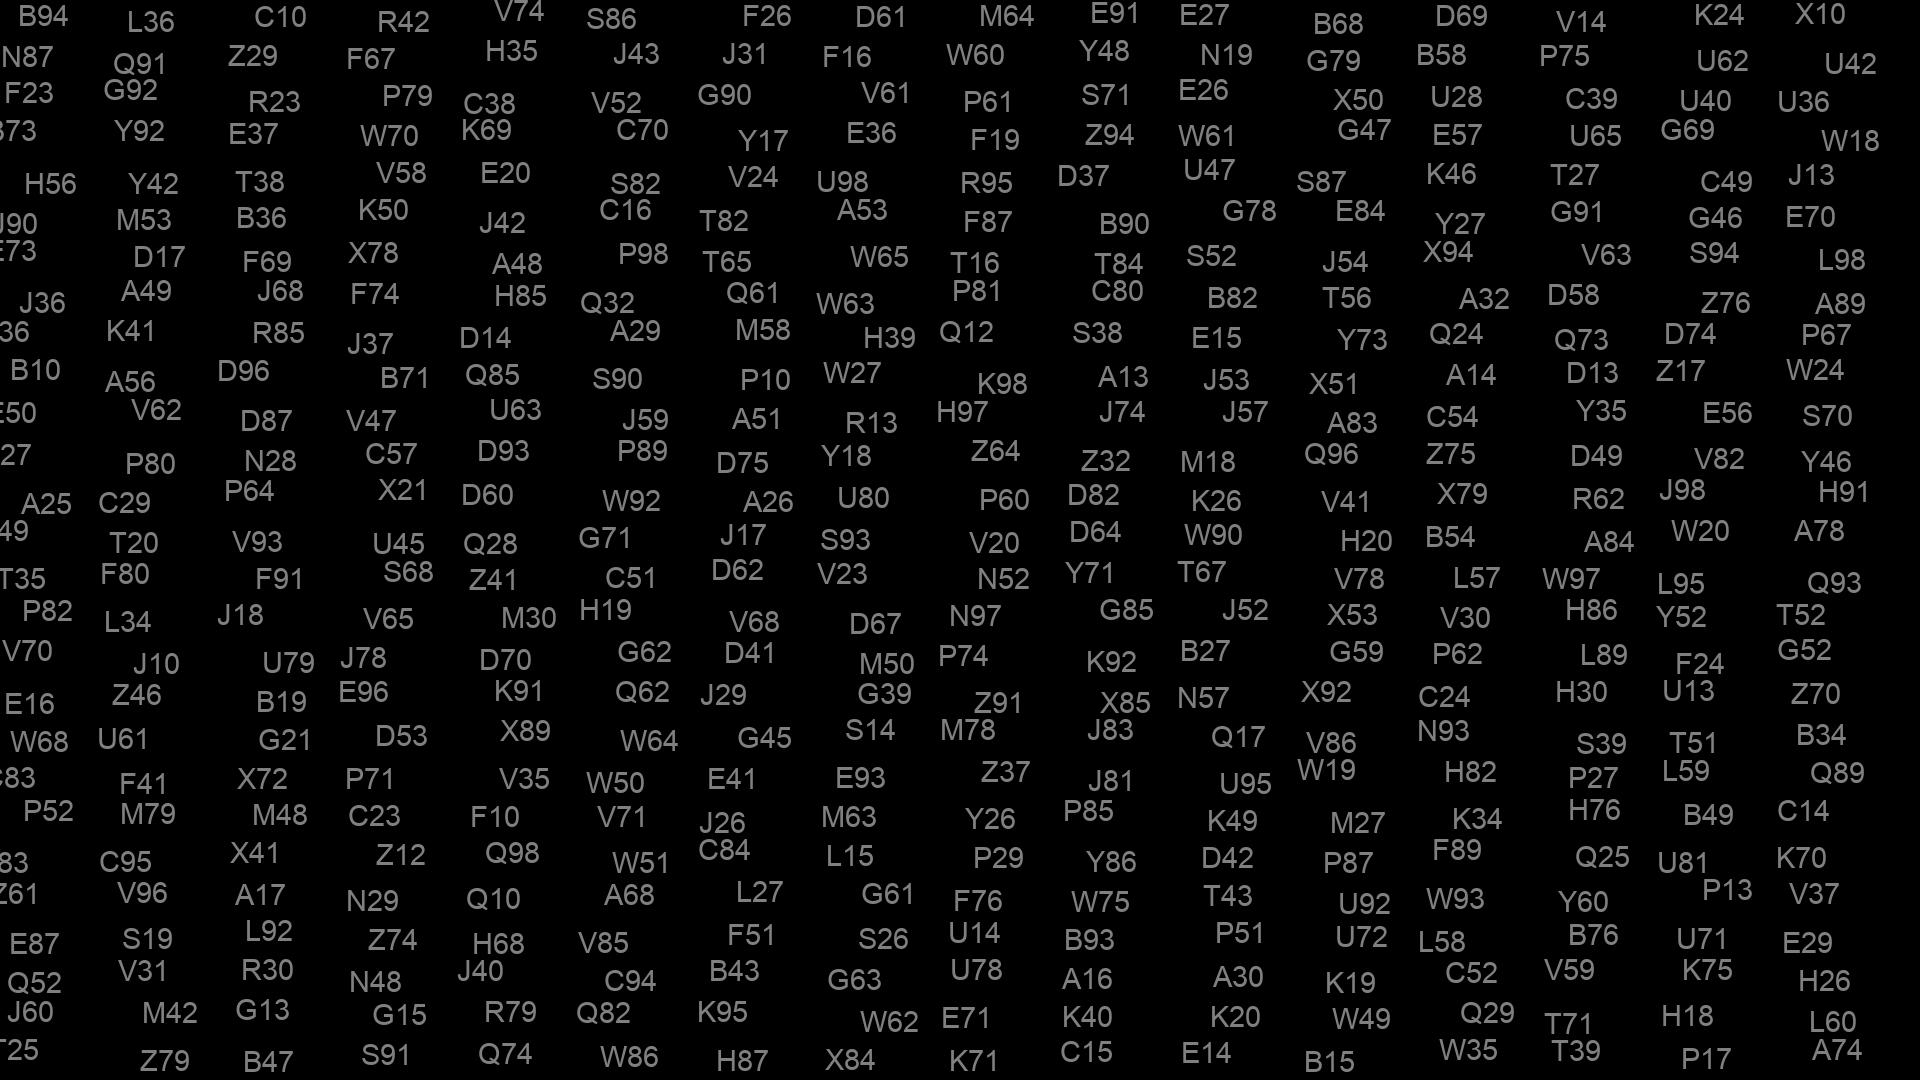 B94 L36 C10 R42 V74 S86 F26 D61 M64 E91 E27 B68 D69 V14 K24 X10
N87 Q91 Z29 F67 H35 J43 J31 F16 W60 Y48 N19 G79 B58 P75 U62 U42
F23 G92 R23 P79 C38 V52 G90 V61 P61 S71 E26 X50 U28 C39 U40 U36
Y92 E37 W70 K69 C70 Y17 E36 F19 Z94 W61 G47 E57 U65 G69 W18
H56 Y42 T38 V58 E20 S82 V24 U98 R95 D37 U47 S87 K46 T27 C49 J13
J90 M53 B36 K50 J42 C16 T82 A53 F87 B90 G78 E84 Y27 G91 G46 E70
E73 D17 F69 X78 A48 P98 T65 W65 T16 T84 S52 J54 X94 V63 S94 L98
J36 A49 J68 F74 H85 Q32 Q61 W63 P81 C80 B82 T56 A32 D58 Z76 A89
36 K41 R85 J37 D14 A29 M58 H39 Q12 S38 E15 Y73 Q24 Q73 D74 P67
B10 A56 D96 B71 Q85 S90 P10 W27 K98 A13 J53 X51 A14 D13 Z17 W24
E50 V62 D87 V47 U63 J59 A51 R13 H97 J74 J57 A83 C54 Y35 E56 S70
27 P80 N28 C57 D93 P89 D75 Y18 Z64 Z32 M18 Q96 Z75 D49 V82 Y46
A25 C29 P64 X21 D60 W92 A26 U80 P60 D82 K26 V41 X79 R62 J98 H91
49 T20 V93 U45 Q28 G71 J17 S93 V20 D64 W90 H20 B54 A84 W20 A78
T35 F80 F91 S68 Z41 C51 D62 V23 N52 Y71 T67 V78 L57 W97 L95 Q93
P82 L34 J18 V65 M30 H19 V68 D67 N97 G85 J52 X53 V30 H86 Y52 T52
V70 J10 U79 J78 D70 G62 D41 M50 P74 K92 B27 G59 P62 L89 F24 G52
E16 Z46 B19 E96 K91 Q62 J29 G39 Z91 X85 N57 X92 C24 H30 U13 Z70
W68 U61 G21 D53 X89 W64 G45 S14 M78 J83 Q17 V86 N93 S39 T51 B34
83 F41 X72 P71 V35 W50 E41 E93 Z37 J81 U95 W19 H82 P27 L59 Q89
P52 M79 M48 C23 F10 V71 J26 M63 Y26 P85 K49 M27 K34 H76 B49 C14
83 C95 X41 Z12 Q98 W51 C84 L15 P29 Y86 D42 P87 F89 Q25 U81 K70
Z61 V96 A17 N29 Q10 A68 L27 G61 F76 W75 T43 U92 W93 Y60 P13 V37
E87 S19 L92 Z74 H68 V85 F51 S26 U14 B93 P51 U72 L58 B76 U71 E29
Q52 V31 R30 N48 J40 C94 B43 G63 U78 A16 A30 K19 C52 V59 K75 H26
J60 M42 G13 G15 R79 Q82 K95 W62 E71 K40 K20 W49 Q29 T71 H18 L60
T25 Z79 B47 S91 Q74 W86 H87 X84 K71 C15 E14 B15 W35 T39 P17 A74